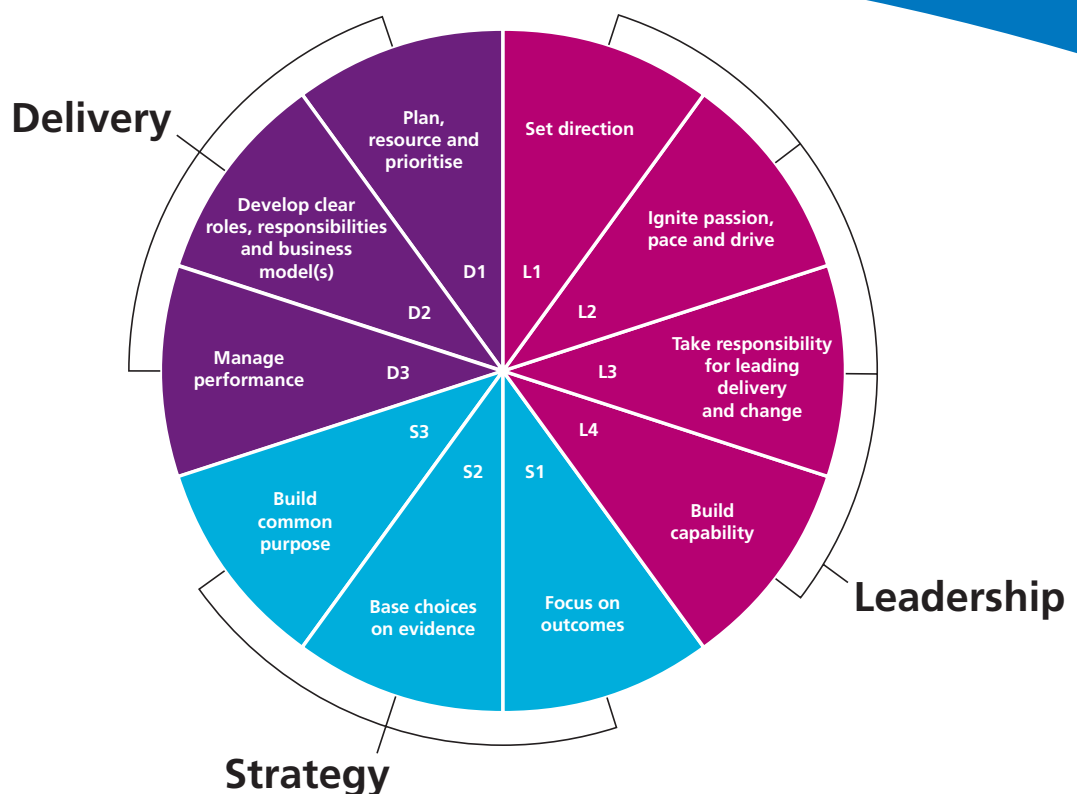 Delivery
Plan,
resource and
prioritise
D1
Develop clear
roles, responsibilities
and business
model(s)
D2
Manage
performance
D3
Set direction
L1
Ignite passion,
pace and drive
L2
Take responsibility
for leading
delivery
and change
L3
Build
capability
L4
Leadership
S1
Focus on
outcomes
S2
Base choices
on evidence
S3
Build
common
purpose
Strategy